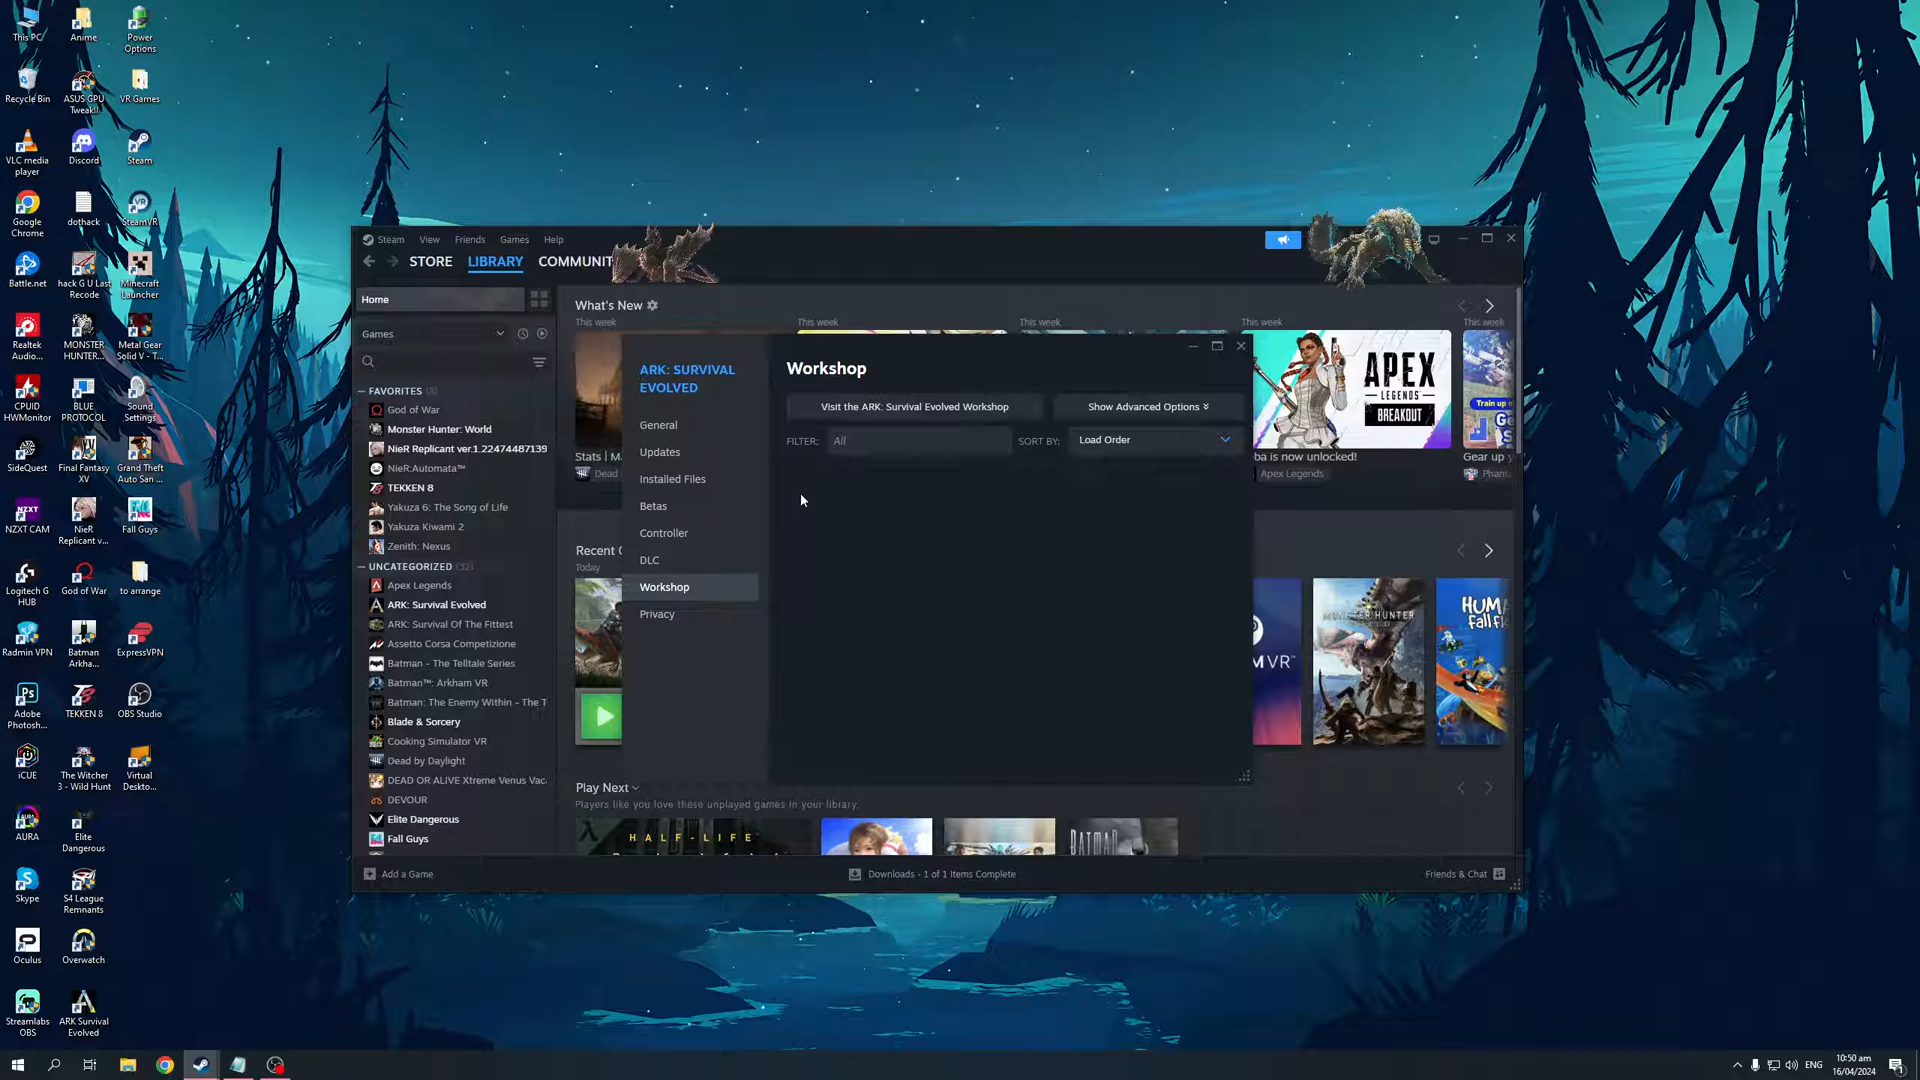 This PC
Anime
Power
Options
Recycle Bin
ASUS GPU
TweakII
VR Games
VLC media
player
Discord
Steam
Google
Chrome
dothack
SteamVR
Battle.net
hack G U Last
Recode
Minecraft
Launcher
Realtek
Audio...
MONSTER
HUNTER...
Metal Gear
Solid V - T...
CPUID
HWMonitor
BLUE
PROTOCOL
Sound
Settings
SideQuest
Final Fantasy
XV
Grand Theft
Auto San ...
NZXT CAM
NieR
Replicant v...
Fall Guys
Logitech G
HUB
God of War
to arrange
Radmin VPN
Batman
Arkha...
ExpressVPN
Adobe
Photosh...
TEKKEN 8
OBS Studio
iCUE
The Witcher
3 - Wild Hunt
Virtual
Deskto...
AURA
Elite
Dangerous
Skype
S4 League
Remnants
Oculus
Overwatch
Streamlabs
OBS
ARK Survival
Evolved
Steam
View
Friends
Games
Help
STORE
LIBRARY
COMMUNIT
Home
Games
FAVORITES
God of War
Monster Hunter: World
NieR Replicant ver.1.22474487139
NieR:Automata™
TEKKEN 8
Yakuza 6: The Song of Life
Yakuza Kiwami 2
Zenith: Nexus
UNCATEGORIZED (32)
Apex Legends
ARK: Survival Evolved
ARK: Survival Of The Fittest
Assetto Corsa Competizione
Batman - The Telltale Series
Batman™: Arkham VR
Batman: The Enemy Within - The T
Blade & Sorcery
Cooking Simulator VR
Dead by Daylight
DEAD OR ALIVE Xtreme Venus Vac
DEVOUR
Elite Dangerous
Fall Guys
Add a Game
What's New
This week
This week
This week
This week
This week
Stats | M
Dead
APEX
LEGENDS
BREAKOUT
ba is now unlocked!
Apex Legends
Train up
Gear up y
Phant
Recent
Today
MONSTER HUNTER
HUM
fall
VR™
Play Next
Players like you love these unplayed games in your library.
HALF-LIFE
BATMAN
Downloads - 1 of 1 Items Complete
Friends & Chat
ARK: SURVIVAL
EVOLVED
General
Updates
Installed Files
Betas
Controller
DLC
Workshop
Privacy
Workshop
Visit the ARK: Survival Evolved Workshop
Show Advanced Options
FILTER:
All
SORT BY:
Load Order
ENG
10:50 am
16/04/2024